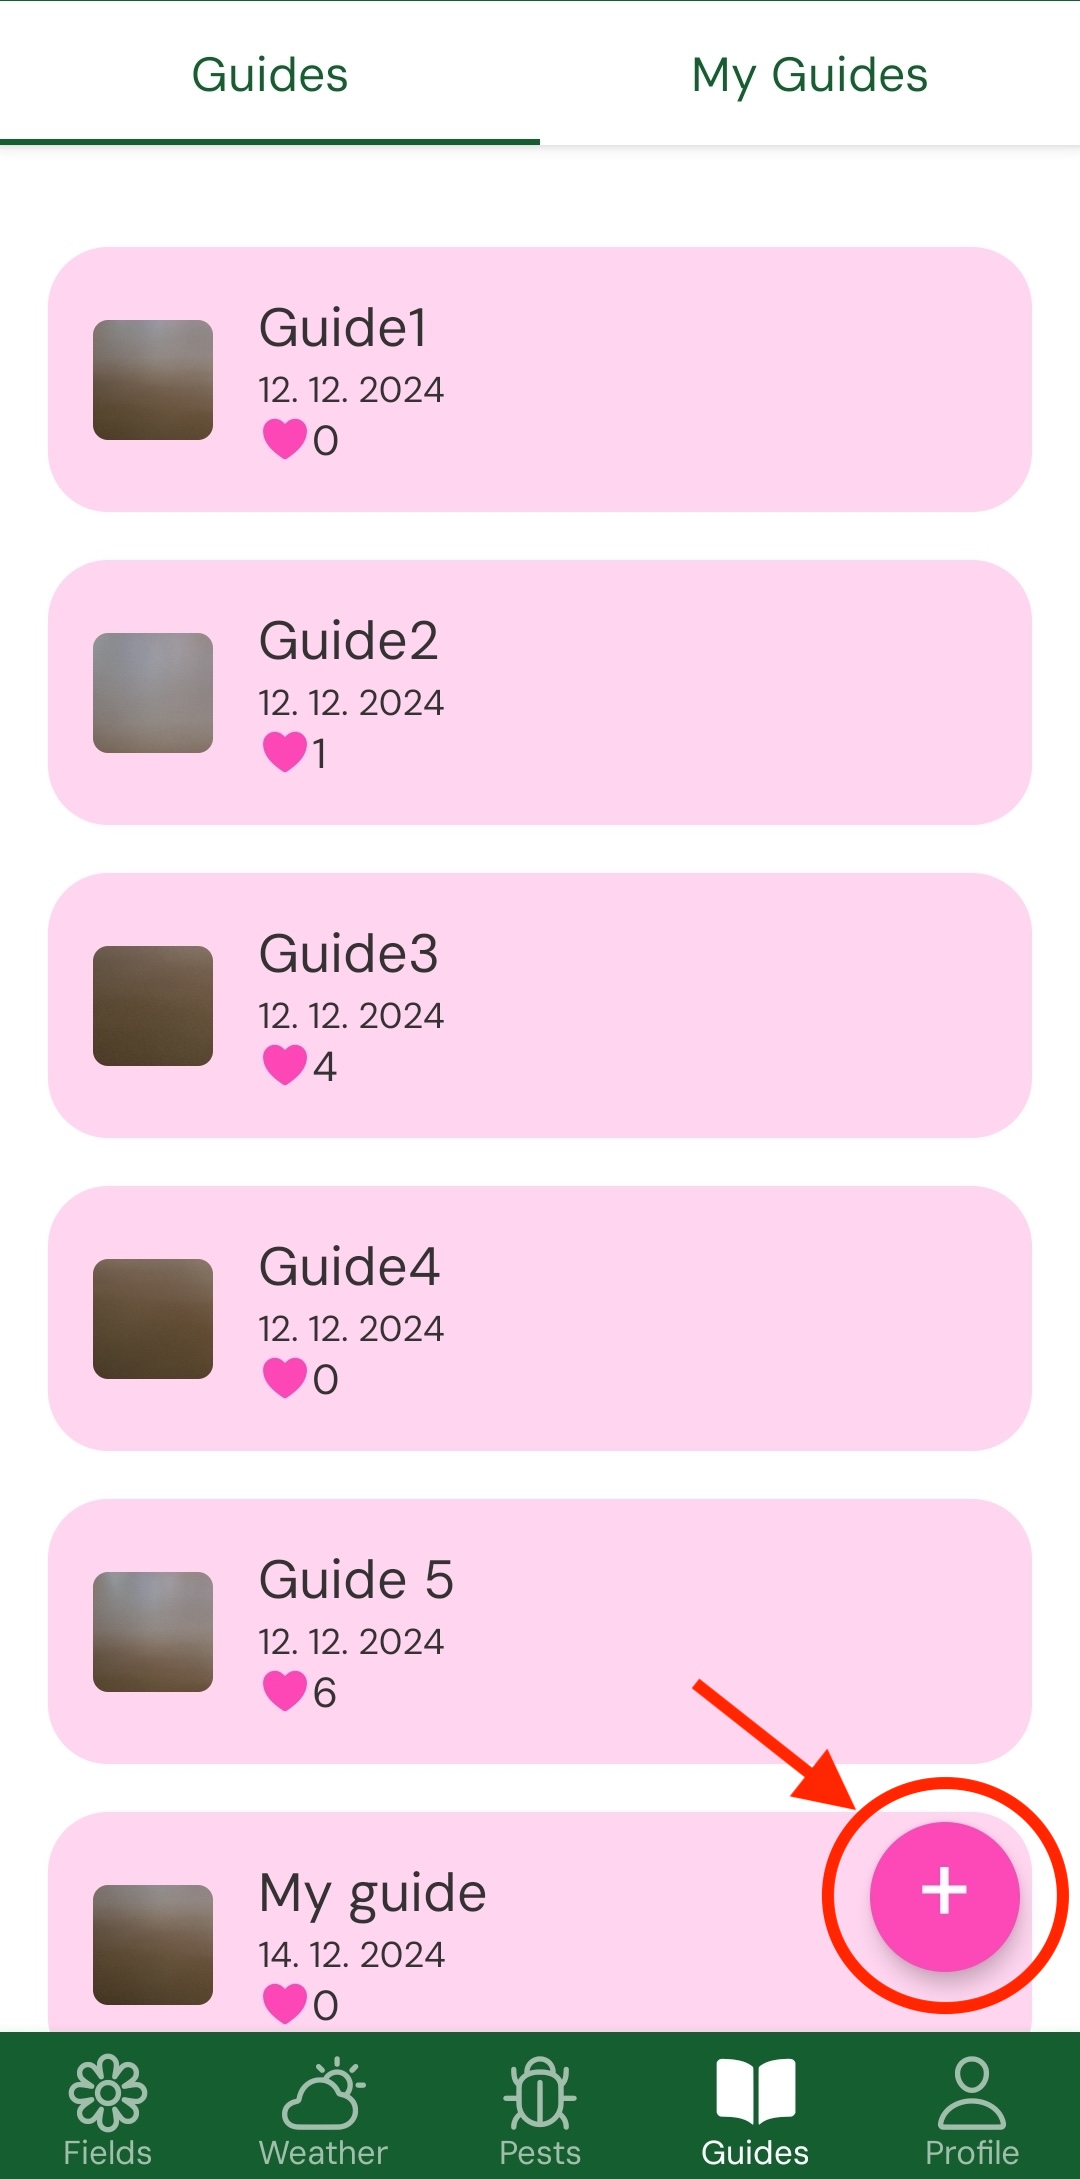 Guides
My Guides
Guide1
12. 12. 2024
0
Guide2
12. 12. 2024
1
Guide3
12. 12. 2024
4
Guide4
12. 12. 2024
0
Guide 5
12. 12. 2024
6
My guide
14. 12. 2024
0
+
Fields
Weather
Pests
Guides
Profile